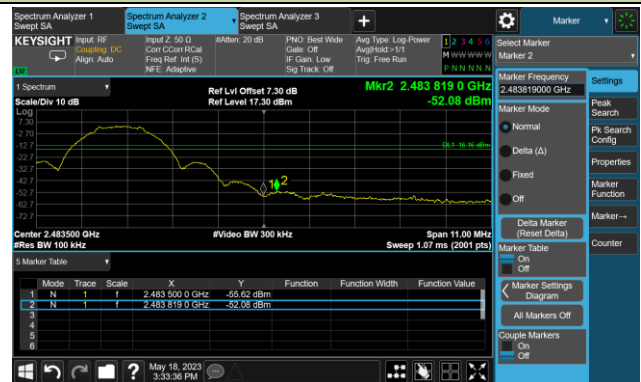 Spectrum Analyzer 1
Swept SA
Spectrum Analyzer 2
Swept SA
Spectrum Analyzer 3
Swept SA
Marker
KEYSIGHT
Input: RF
Coupling: DC
Align: Auto
Input Z: 50 Ω
Corr CCorr RCal
Freq Ref: Int (S)
NFE: Adaptive
#Atten: 20 dB
PNO: Best Wide
Gate: Off
IF Gain: Low
Sig Track: Off
Avg Type: Log-Power
Avg|Hold:>1/1
Trig: Free Run
1 2 3 4 5 6
M W W W W W
P N N N N N
LW
1 Spectrum
Scale/Div 10 dB
Ref Lvl Offset 7.30 dB
Ref Level 17.30 dBm
Mkr2 2.483 819 0 GHz
-52.08 dBm
Log
7.30
-2.70
-12.7
-22.7
-32.7
-42.7
-52.7
-62.7
-72.7
DL1 -16.16 dBm
1
2
Center 2.483500 GHz
#Res BW 100 kHz
#Video BW 300 kHz
Span 11.00 MHz
Sweep 1.07 ms (2001 pts)
5 Marker Table
Mode Trace Scale X Y Function Function Width Function Value
1 N 1 f 2.483 500 0 GHz -55.62 dBm
2 N 1 f 2.483 819 0 GHz -52.08 dBm
3
4
5
6
May 18, 2023
3:33:36 PM
Select Marker
Marker 2
Marker Frequency
2.483819000 GHz
Marker Mode
Normal
Delta (Δ)
Fixed
Off
Delta Marker
(Reset Delta)
Marker Table
On
Off
Marker Settings
Diagram
All Markers Off
Couple Markers
On
Off
Settings
Peak
Search
Pk Search
Config
Properties
Marker
Function
Marker→
Counter